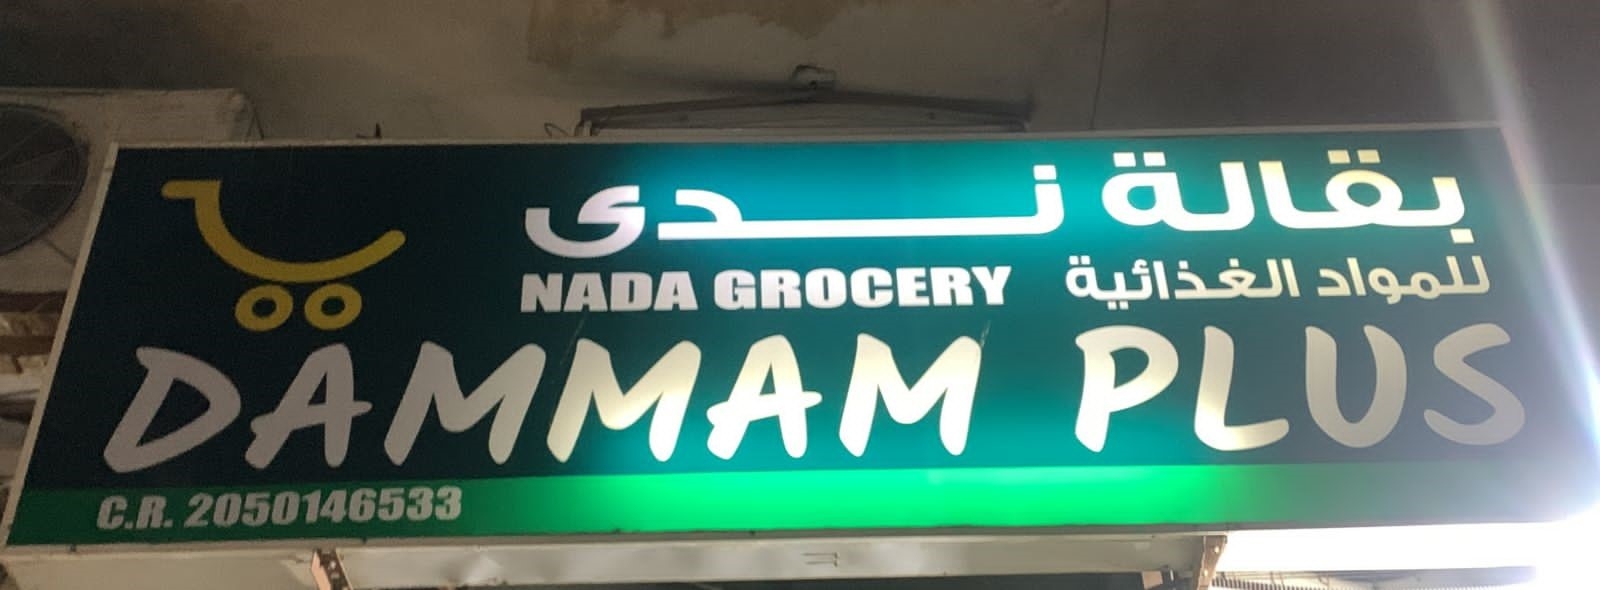 بقالة ندى
NADA GROCERY
للمواد الغذائية
DAMMAM PLUS
C.R. 2050146533